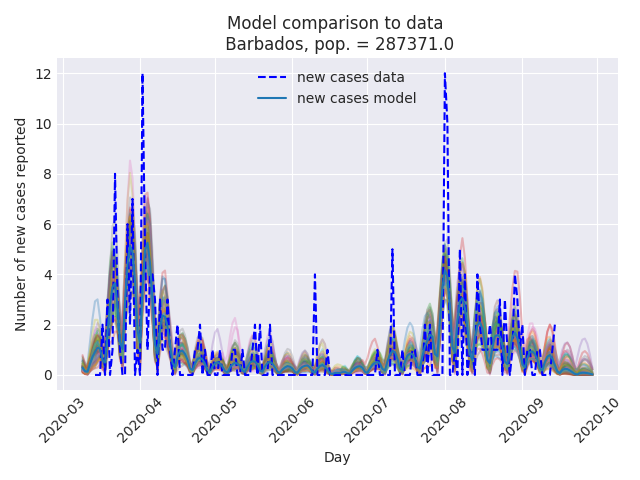 Model comparison to data
Barbados, pop. = 287371.0
new cases data
new cases model
Number of new cases reported
12
10
8
6
4
2
0
2020-03
2020-04
2020-05
2020-06
2020-07
2020-08
2020-09
2020-10
Day